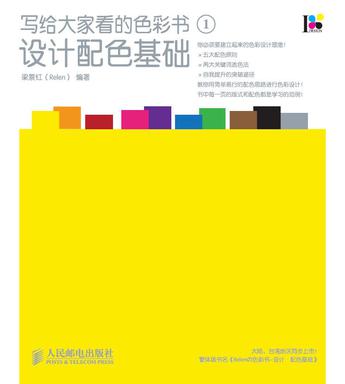 写给大家看的色彩书 1
设计配色基础
梁景红（Relen） 编著
你必须要建立起来的色彩设计思维！
» 五大配色原则
» 两大关键词选色法
» 自我提升的突破途径
教你用简单易行的配色思路进行色彩设计！
书中每一页的版式和配色都是学习的范例！
DESIGN
人民邮电出版社
POSTS & TELECOM PRESS
大陆、台湾地区同步上市！
繁体版书名《Relenの色彩书-设计 配色基础》